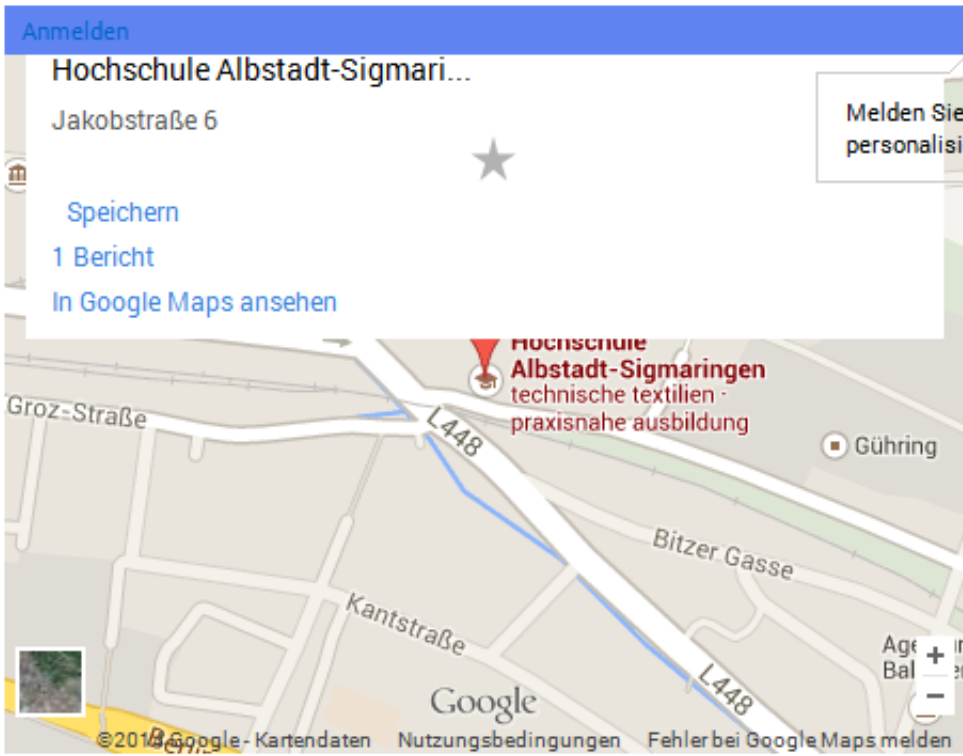 Anmelden
Hochschule Albstadt-Sigmari...
Jakobstraße 6
Melden Sie
personalisi
Speichern
1 Bericht
In Google Maps ansehen
Hochschule
Albstadt-Sigmaringen
technische textilien ·
praxisnahe ausbildung
Groz-Straße
L448
Gühring
Bitzer Gasse
Kantstraße
L448
+
−
Google
Google - Kartendaten
Nutzungsbedingungen
Fehler bei Google Maps melden